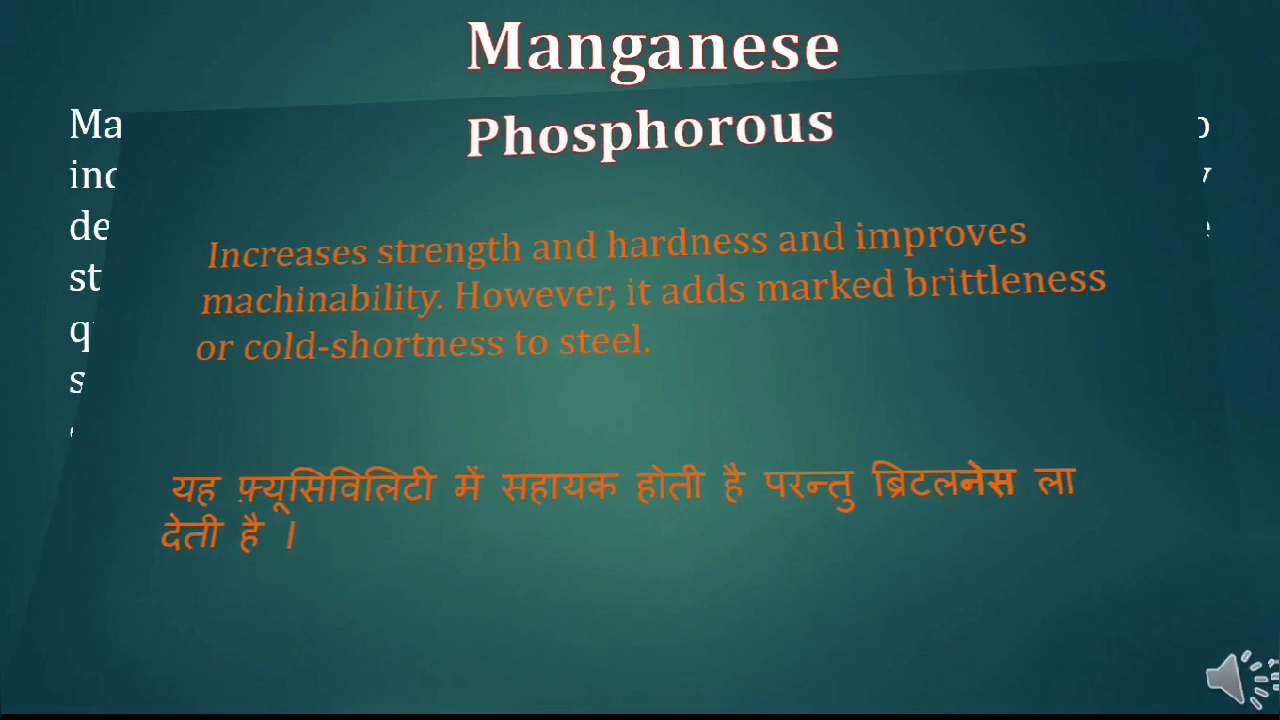 Manganese
Phosphorous
Increases strength and hardness and improves
machinability. However, it adds marked brittleness
or cold-shortness to steel.
यह फ़्यूसिविलिटी में सहायक होती है परन्तु ब्रिटलनेस ला
देती है ।